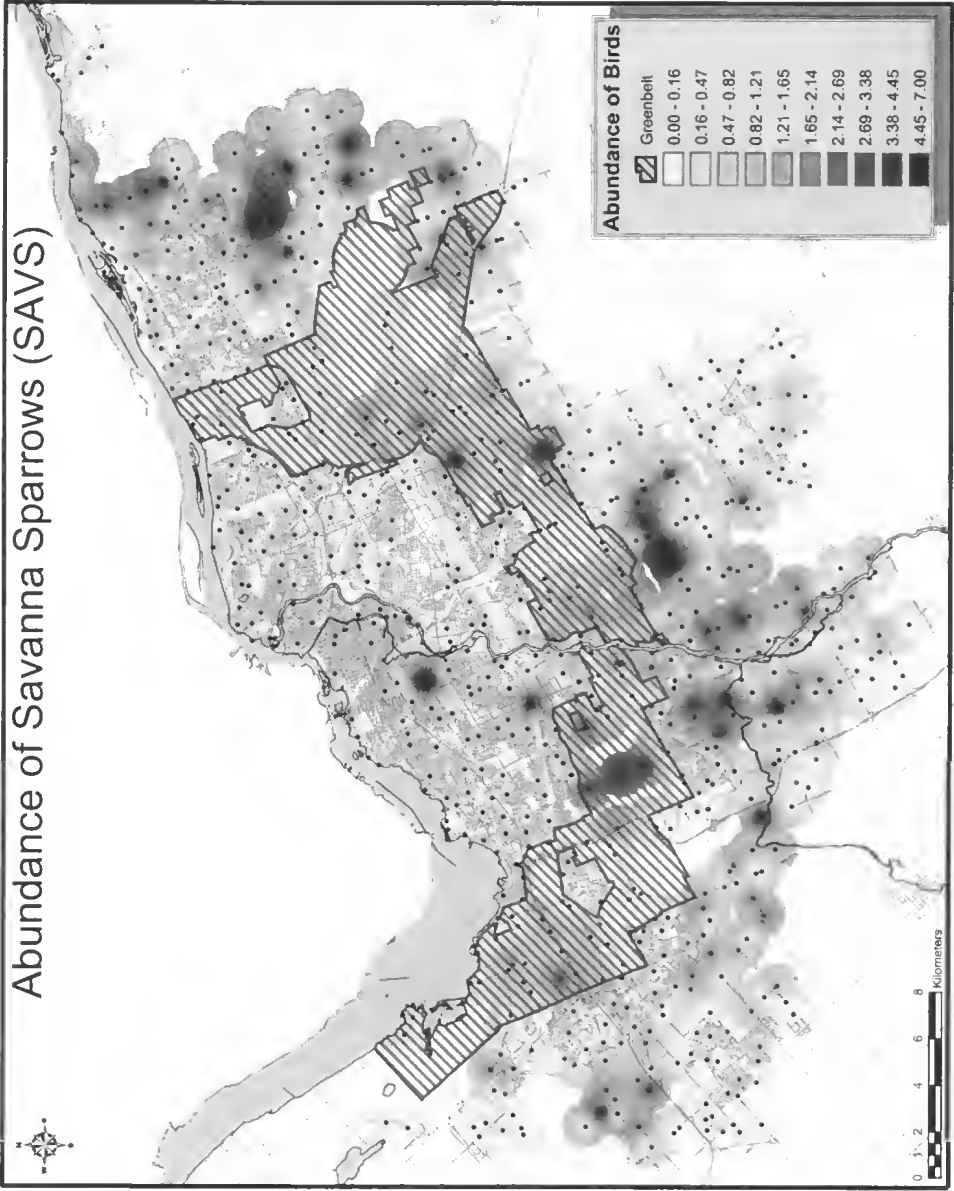 Abundance of Savanna Sparrows (SAVS)
N
Abundance of Birds
Greenbelt
0.00 - 0.16
0.16 - 0.47
0.47 - 0.82
0.82 - 1.21
1.21 - 1.65
1.65 - 2.14
2.14 - 2.69
2.69 - 3.38
3.38 - 4.45
4.45 - 7.00
0 1 2 4 6 8
Kilometers